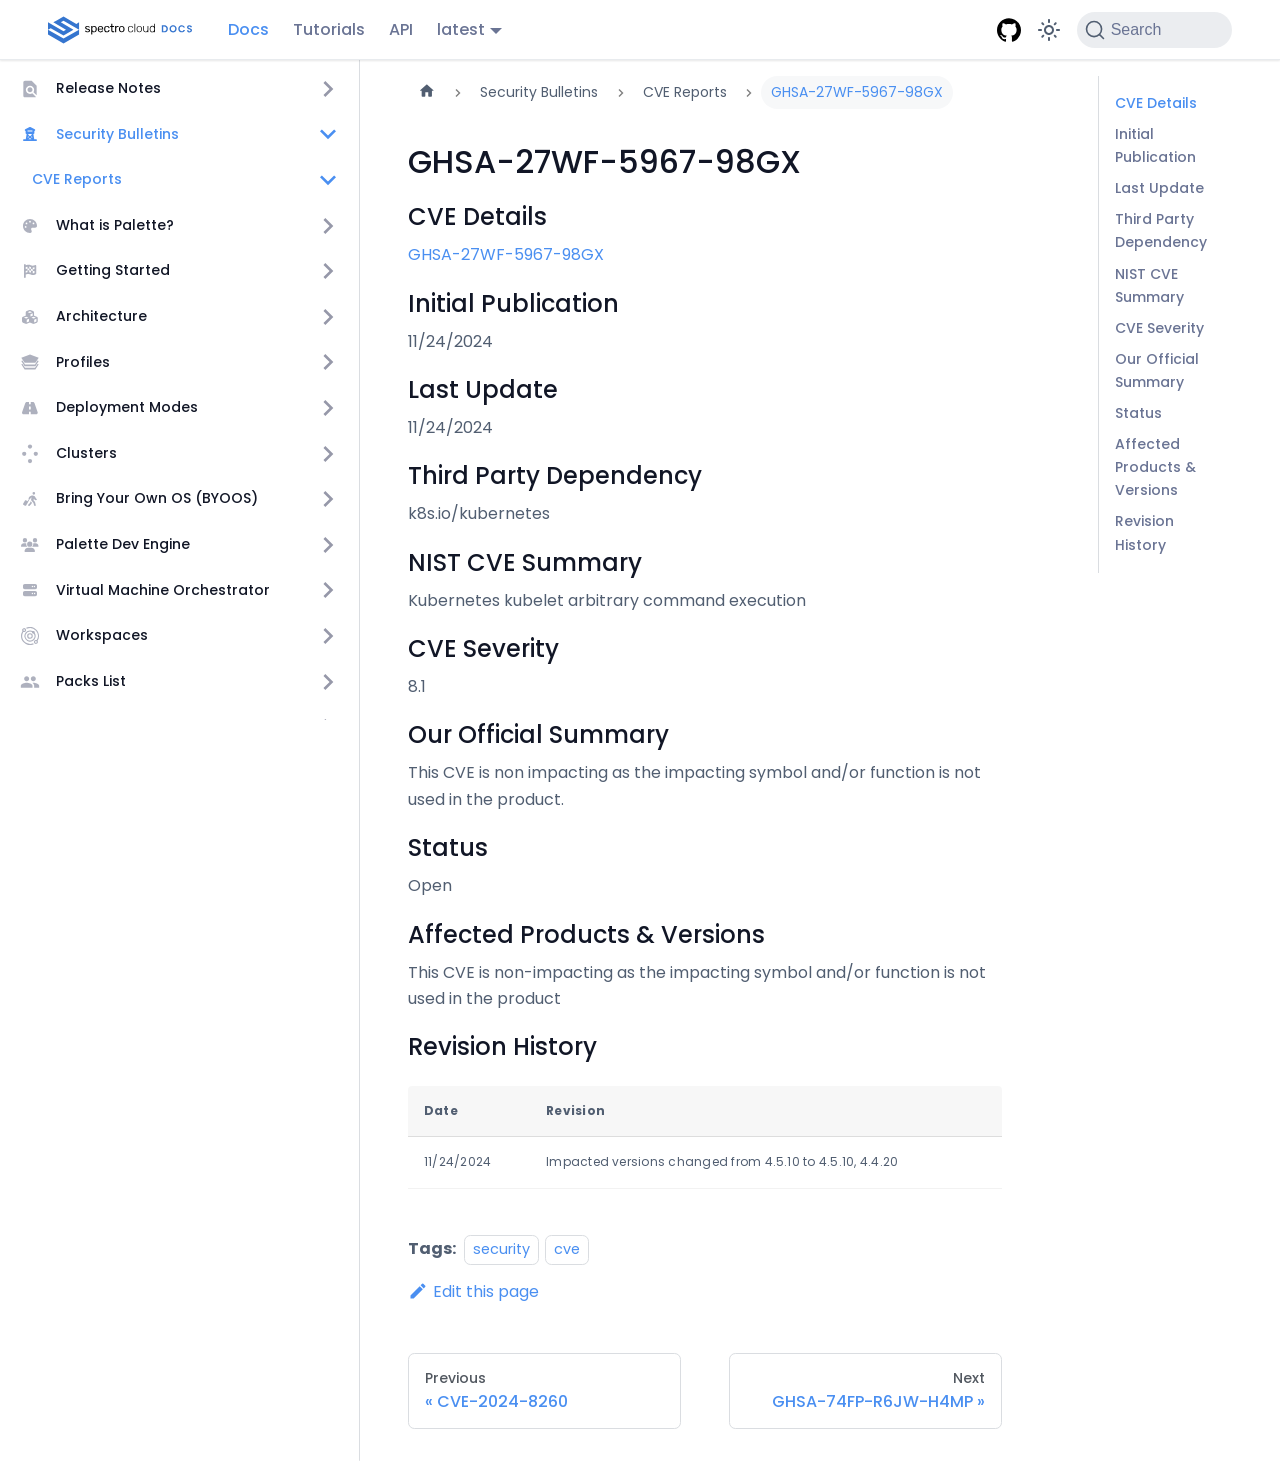 spectro cloud DOCS
Docs
Tutorials
API
latest
Search
Release Notes
Security Bulletins
CVE Reports
What is Palette?
Getting Started
Architecture
Profiles
Deployment Modes
Clusters
Bring Your Own OS (BYOOS)
Palette Dev Engine
Virtual Machine Orchestrator
Workspaces
Packs List
Security Bulletins
CVE Reports
GHSA-27WF-5967-98GX
GHSA-27WF-5967-98GX
CVE Details
GHSA-27WF-5967-98GX
Initial Publication
11/24/2024
Last Update
11/24/2024
Third Party Dependency
k8s.io/kubernetes
NIST CVE Summary
Kubernetes kubelet arbitrary command execution
CVE Severity
8.1
Our Official Summary
This CVE is non impacting as the impacting symbol and/or function is not
used in the product.
Status
Open
Affected Products & Versions
This CVE is non-impacting as the impacting symbol and/or function is not
used in the product
Revision History
Date Revision
11/24/2024 Impacted versions changed from 4.5.10 to 4.5.10, 4.4.20
Tags: security cve
Edit this page
Previous
« CVE-2024-8260
Next
GHSA-74FP-R6JW-H4MP »
CVE Details
Initial
Publication
Last Update
Third Party
Dependency
NIST CVE
Summary
CVE Severity
Our Official
Summary
Status
Affected
Products &
Versions
Revision
History